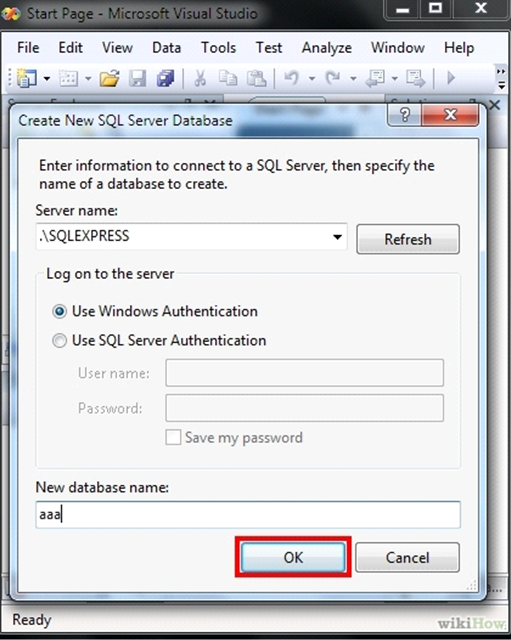 Start Page - Microsoft Visual Studio
File Edit View Data Tools Test Analyze Window Help
Create New SQL Server Database
Enter information to connect to a SQL Server, then specify the
name of a database to create.
Server name:
.\SQLEXPRESS
Refresh
Log on to the server
Use Windows Authentication
Use SQL Server Authentication
User name:
Password:
Save my password
New database name:
aaa
OK Cancel
Ready
wikiHow